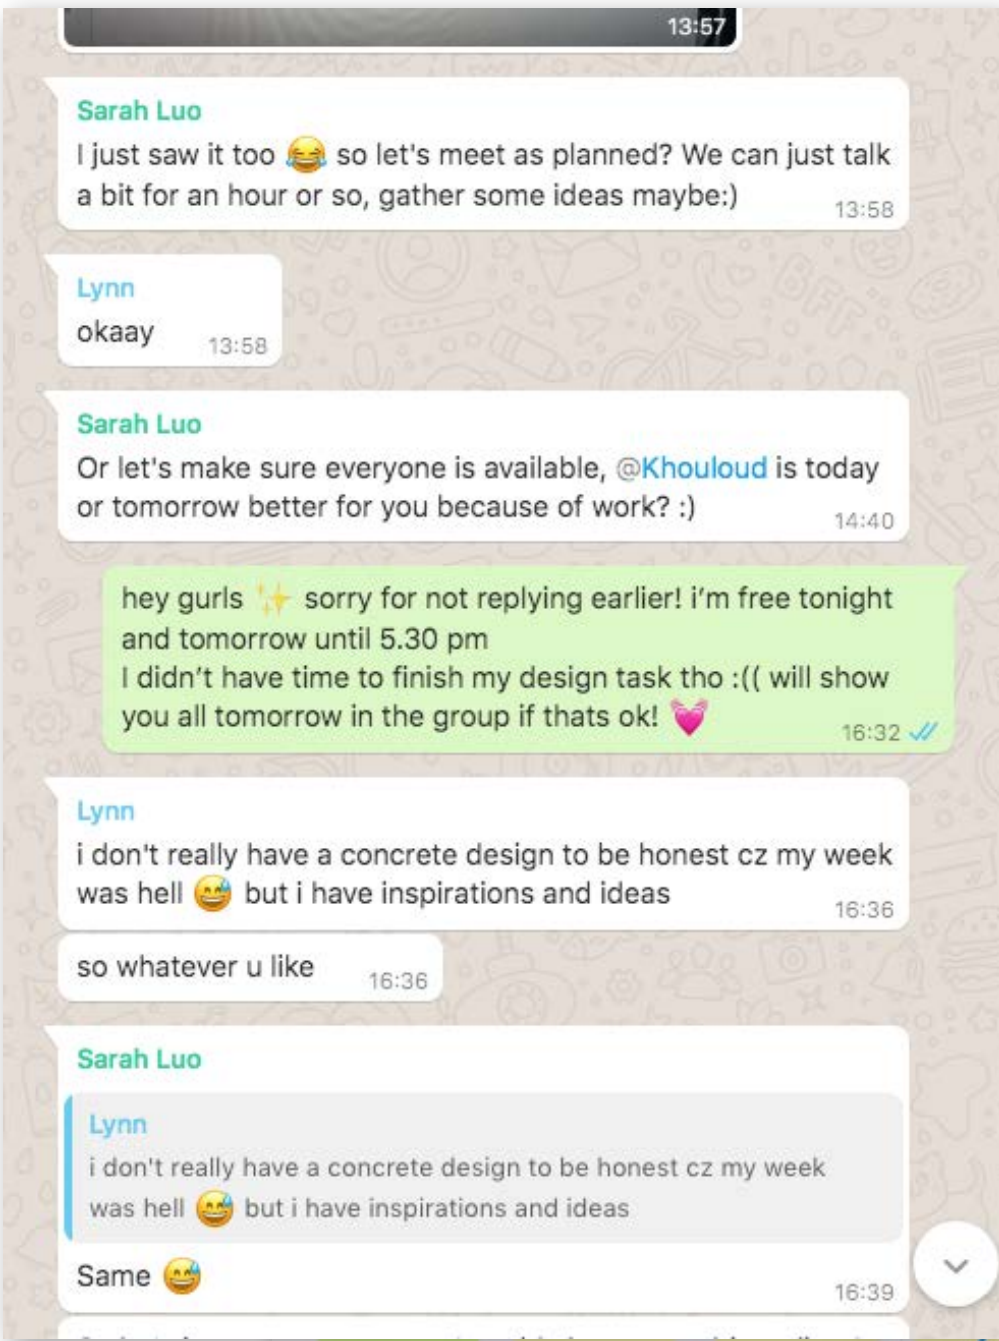 13:57
Sarah Luo
I just saw it too 😂 so let's meet as planned? We can just talk
a bit for an hour or so, gather some ideas maybe:)
13:58
Lynn
okaay
13:58
Sarah Luo
Or let's make sure everyone is available, @Khouloud is today
or tomorrow better for you because of work? :)
14:40
hey gurls ✨ sorry for not replying earlier! i'm free tonight
and tomorrow until 5.30 pm
I didn't have time to finish my design task tho :(( will show
you all tomorrow in the group if thats ok! 💓
16:32
Lynn
i don't really have a concrete design to be honest cz my week
was hell 😅 but i have inspirations and ideas
16:36
so whatever u like
16:36
Sarah Luo
Lynn
i don't really have a concrete design to be honest cz my week
was hell 😅 but i have inspirations and ideas
Same 😅
16:39